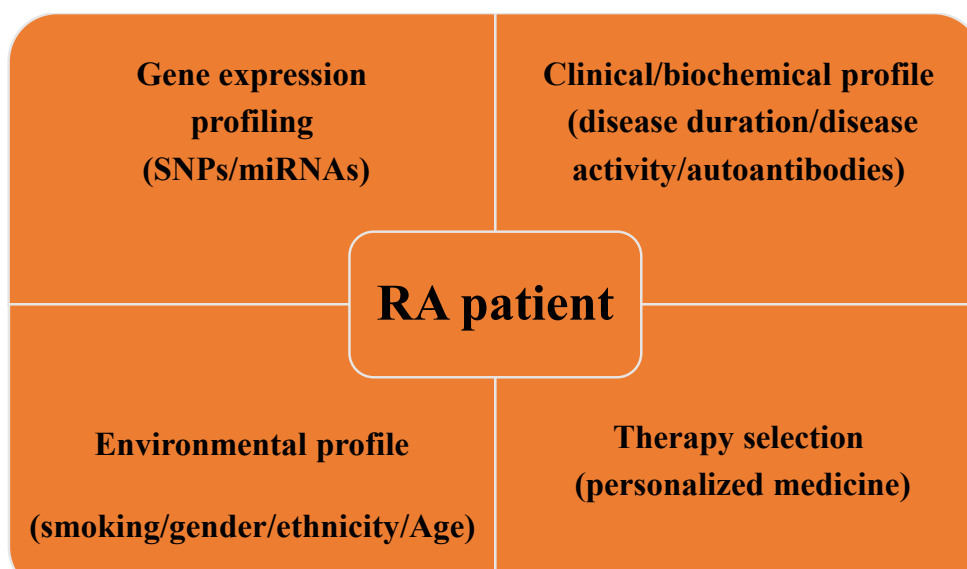 Gene expression
profiling
(SNPs/miRNAs)
Clinical/biochemical profile
(disease duration/disease
activity/autoantibodies)
RA patient
Environmental profile
(smoking/gender/ethnicity/Age)
Therapy selection
(personalized medicine)